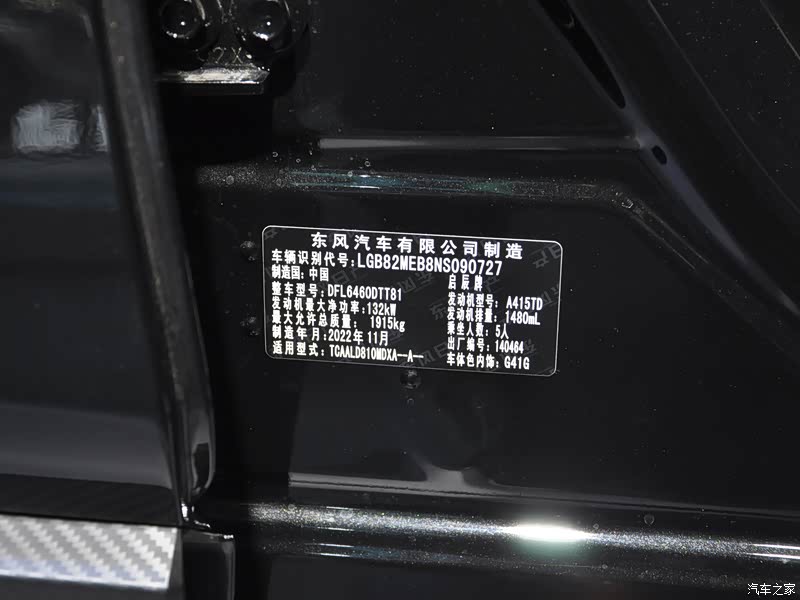 东风汽车有限公司制造
车辆识别代号:LGB82MEB8NS090727
制造国:中国 启辰牌
整车型号:DFL6460DTT81 发动机型号:A415TD
发动机最大净功率:132kW 发动机排量:1480mL
最大允许总质量: 1915kg 乘坐人数:5人
制造年月:2022年11月 出厂编号:140464
适用型式:TCAALD810MDXA--A-- 车体色内饰:G41G
汽车之家